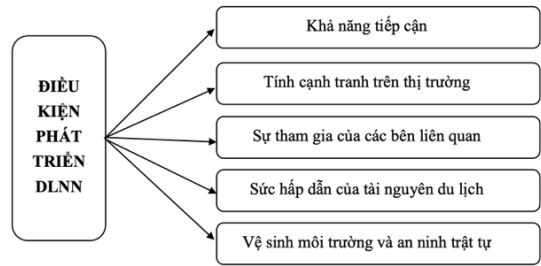 ĐIỀU
KIỆN
PHÁT
TRIỂN
DLNN
Khả năng tiếp cận
Tính cạnh tranh trên thị trường
Sự tham gia của các bên liên quan
Sức hấp dẫn của tài nguyên du lịch
Vệ sinh môi trường và an ninh trật tự